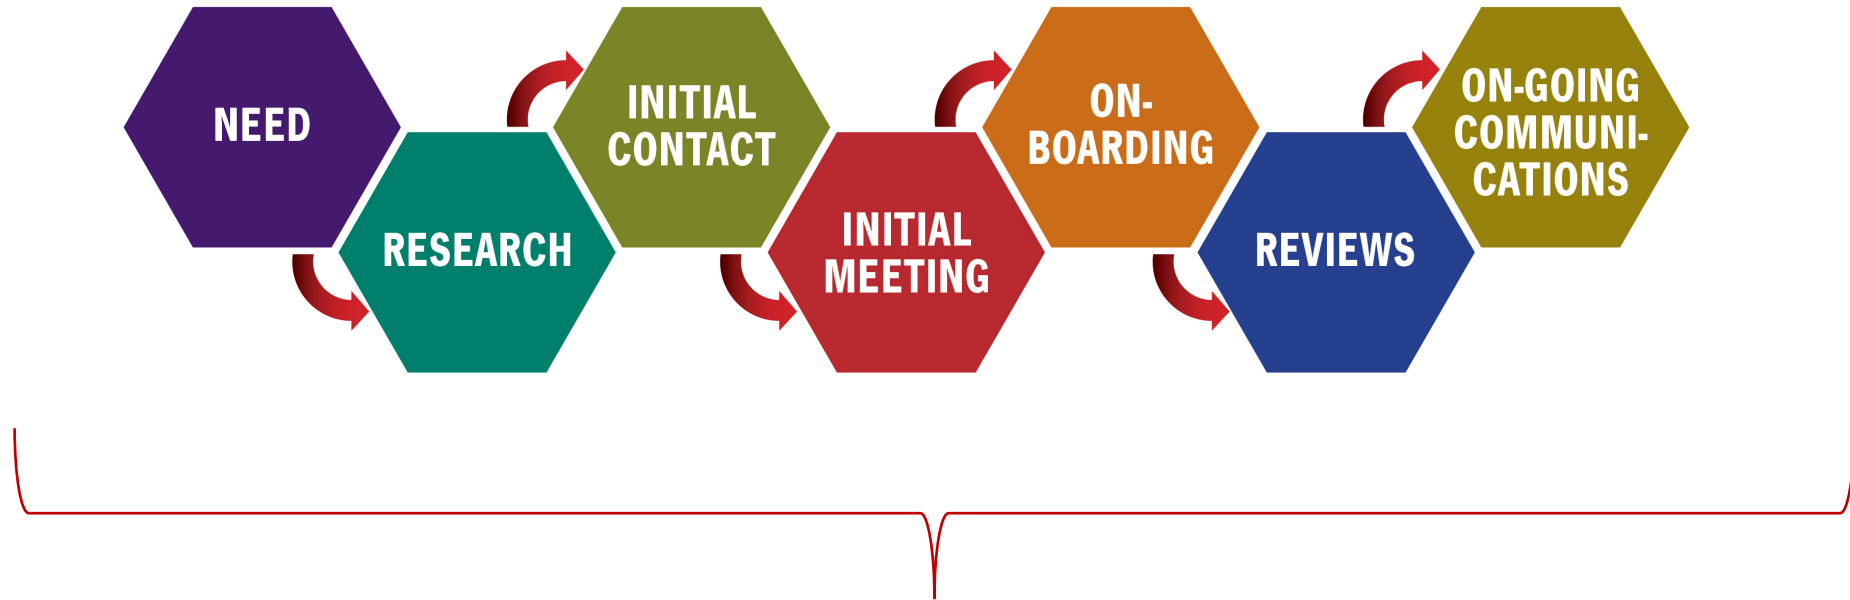 NEED
RESEARCH
INITIAL
CONTACT
INITIAL
MEETING
ON-
BOARDING
REVIEWS
ON-GOING
COMMUNI-
CATIONS